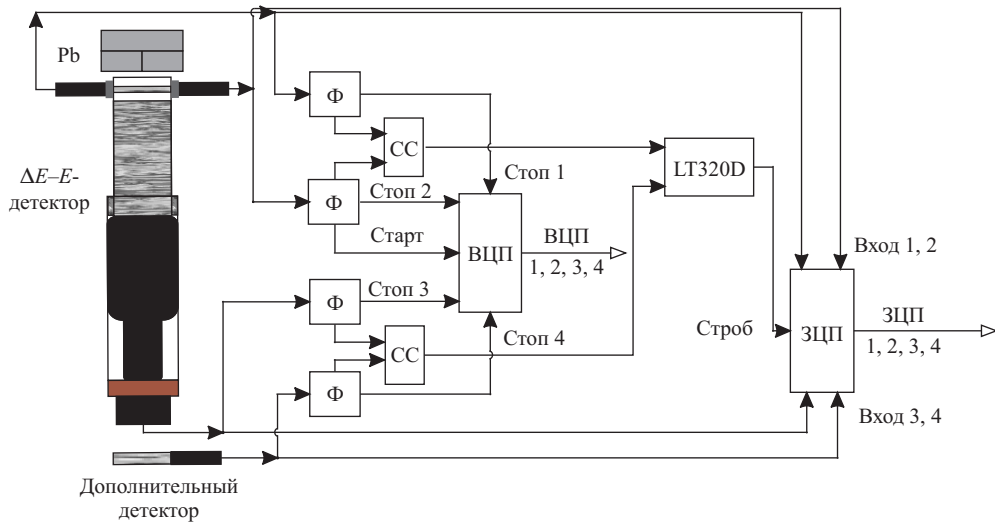 Pb
ΔE–E-
детектор
Ф
СС
Ф
Стоп 1
Стоп 2
Старт
ВЦП
ВЦП
1, 2, 3, 4
LT320D
Ф
Стоп 3
Стоп 4
СС
Ф
Вход 1, 2
Строб
ЗЦП
ЗЦП
1, 2, 3, 4
Вход 3, 4
Дополнительный
детектор